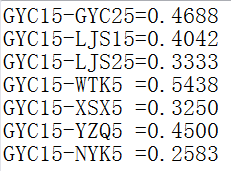 GYC15-GYC25=0.4688
GYC15-LJS15=0.4042
GYC15-LJS25=0.3333
GYC15-WTK5 =0.5438
GYC15-XSX5 =0.3250
GYC15-YZQ5 =0.4500
GYC15-NYK5 =0.2583